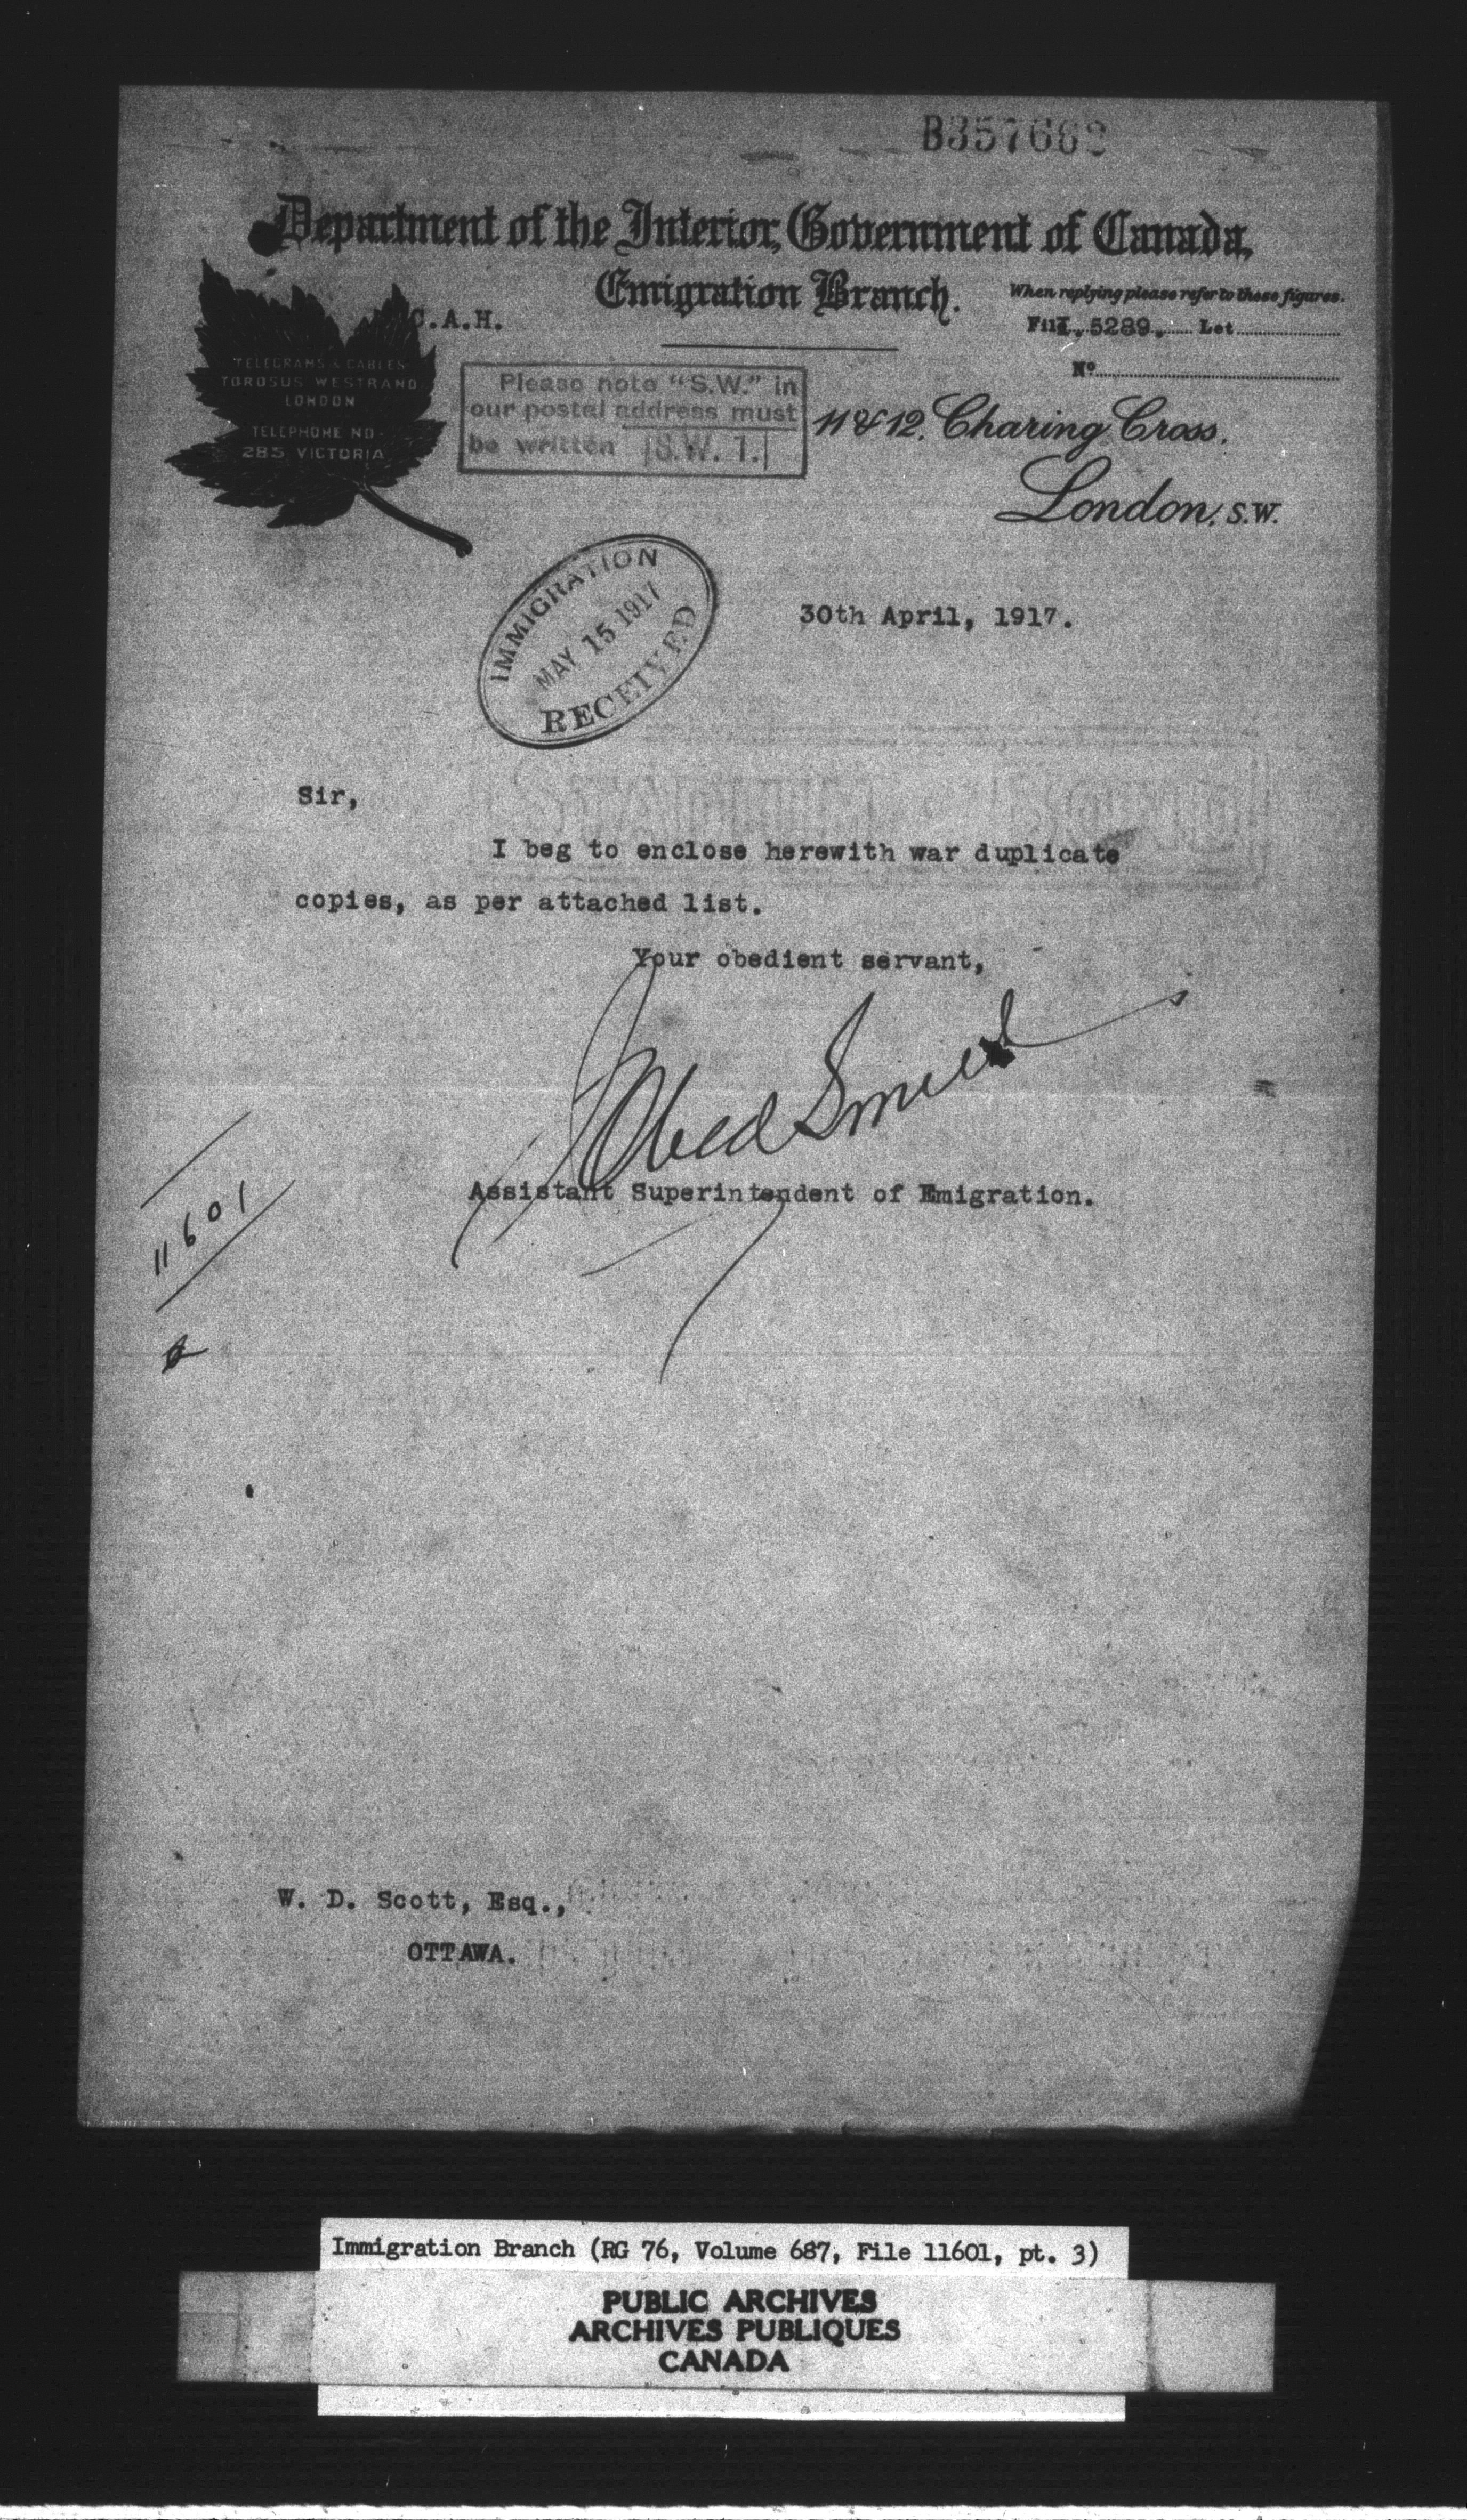 B357682
Department of the Interior, Government of Canada,
Emigration Branch.
When replying please refer to these figures.
C.A.H.
File I. 5289. Let
No
TELEGRAMS & CABLES
TOROSUS WESTRAND
LONDON
TELEPHONE NO
285 VICTORIA
Please note "S.W." in
our postal address must
be written S.W. 1.
11 & 12, Charing Cross.
London, S.W.
IMMIGRATION
MAY 15 1917
RECEIVED
30th April, 1917.
Sir,
I beg to enclose herewith war duplicate
copies, as per attached list.
Your obedient servant,
J Obed Smith
Assistant Superintendent of Emigration.
11601
W. D. Scott, Esq.,
OTTAWA.
Immigration Branch (RG 76, Volume 687, File 11601, pt. 3)
PUBLIC ARCHIVES
ARCHIVES PUBLIQUES
CANADA